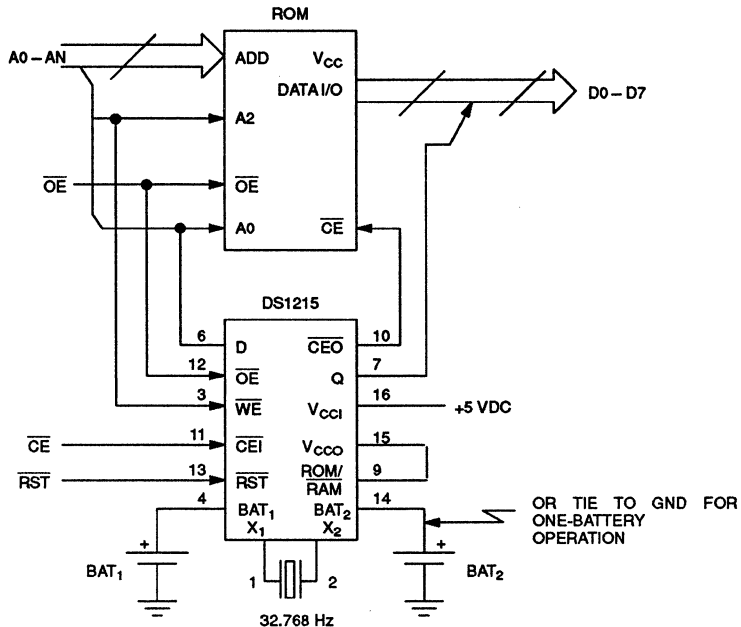 ROM
A0 – AN
ADD
VCC
DATA I/O
D0 – D7
A2
OE
OE
A0
CE
DS1215
6
D
CEO
10
12
OE
Q
7
3
WE
VCCI
16
+5 VDC
CE
11
CEI
VCCO
15
RST
13
RST
ROM/
RAM
9
4
BAT1
BAT2
14
X1
X2
OR TIE TO GND FOR
ONE-BATTERY
OPERATION
+
BAT1
+
BAT2
1
2
32.768 Hz